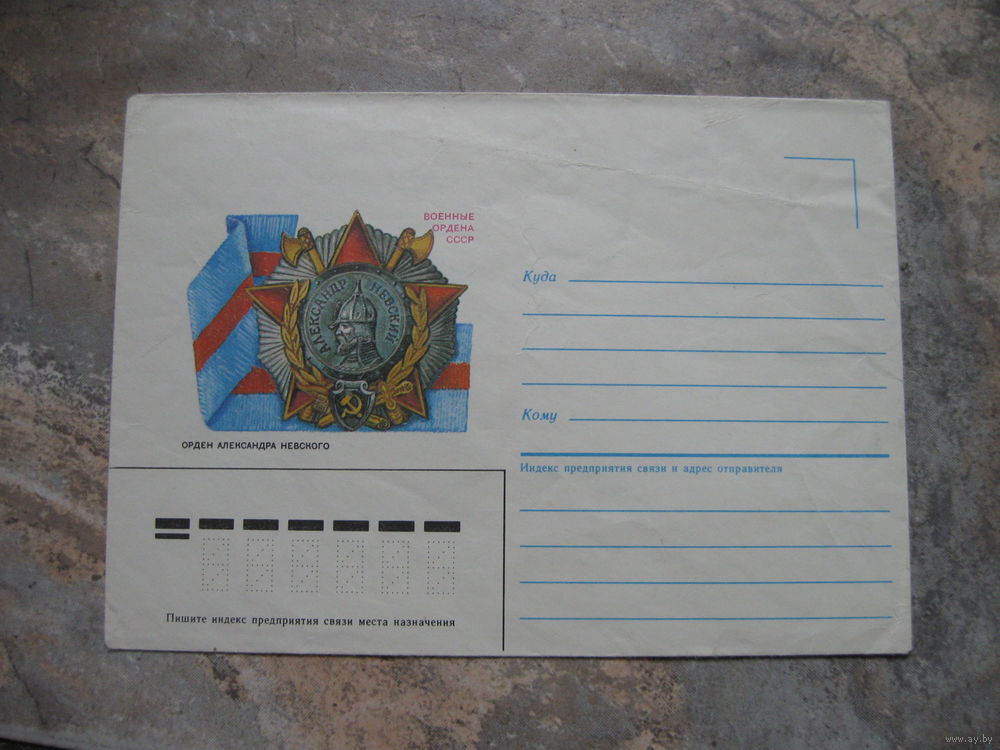 ВОЕННЫЕ
ОРДЕНА
СССР
АЛЕКСАНДР НЕВСКИЙ
ОРДЕН АЛЕКСАНДРА НЕВСКОГО
Куда
Кому
Индекс предприятия связи и адрес отправителя
Пишите индекс предприятия связи места назначения
www.ay.by